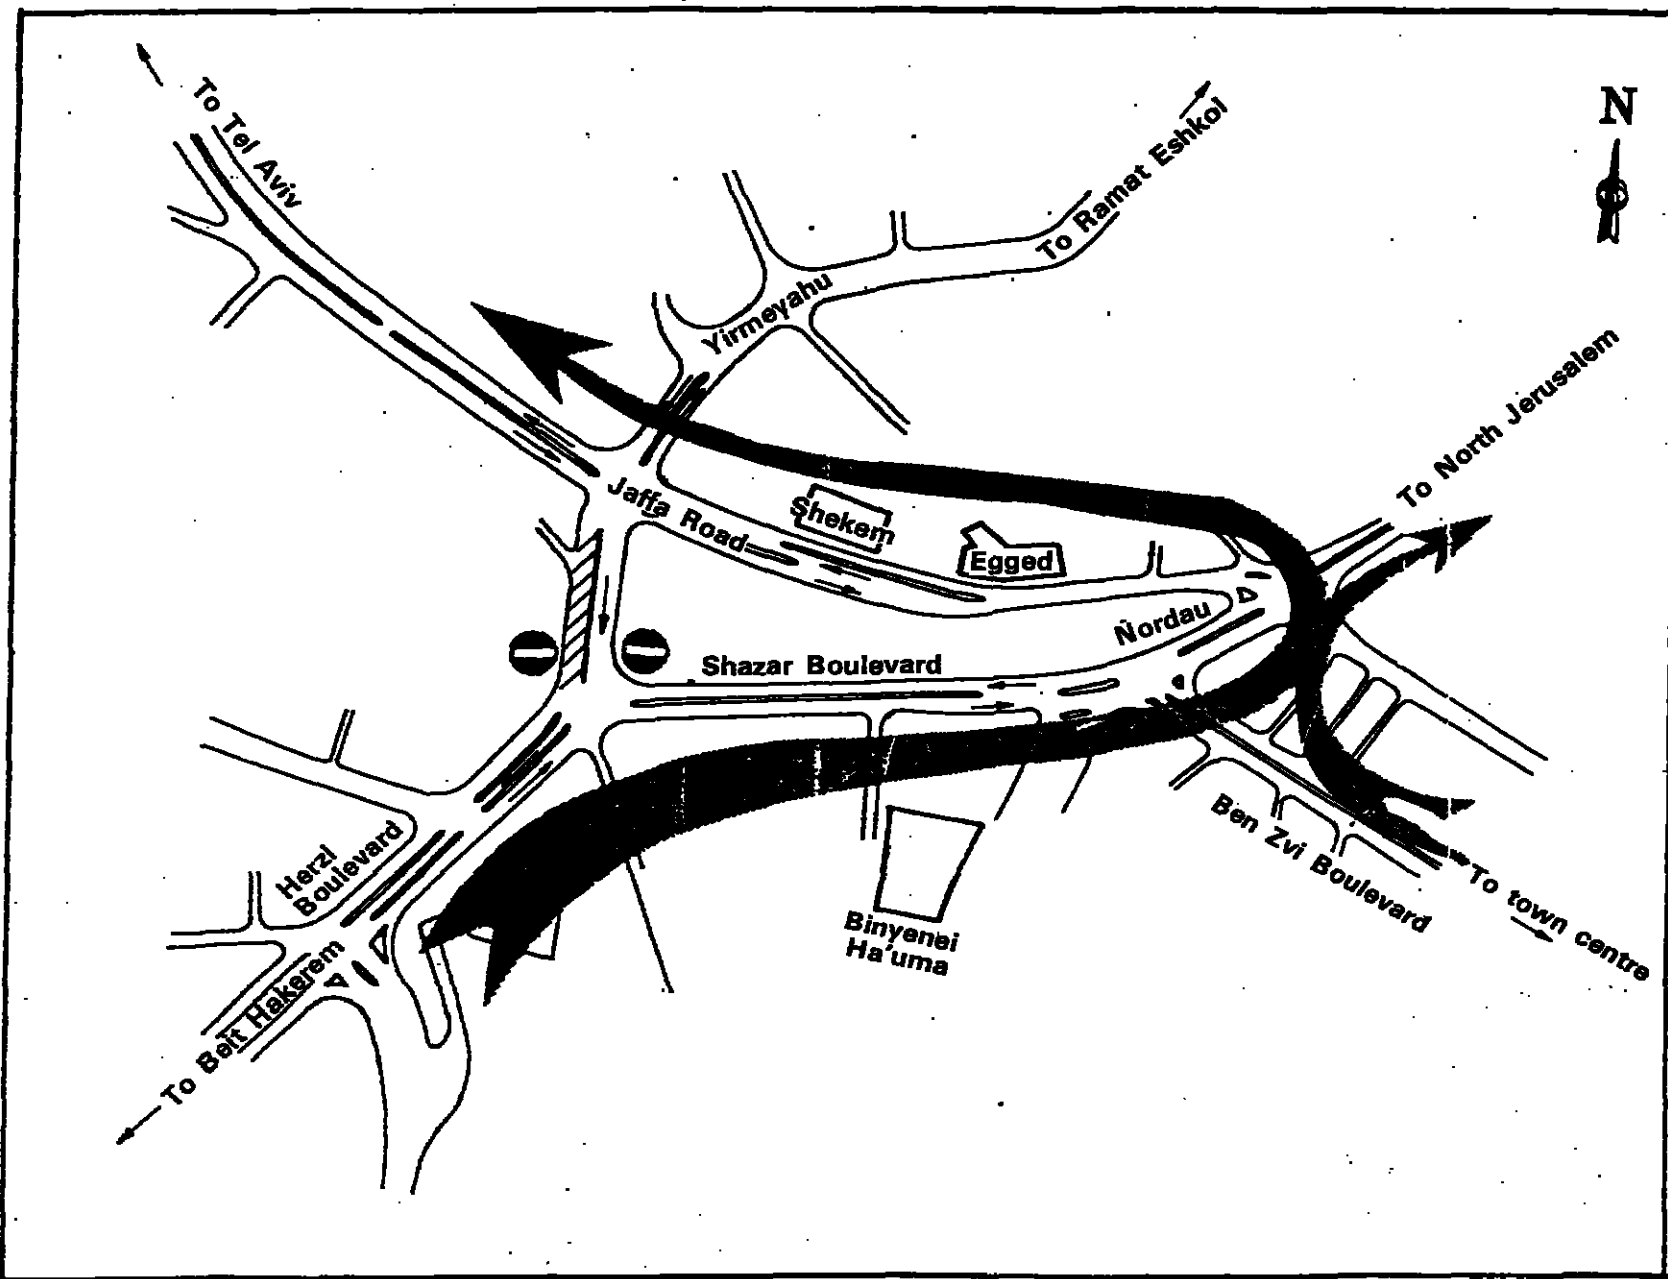 To Tel Aviv
N
To Ramat Eshkol
Yirmeyahu
To North Jerusalem
Jaffa Road
Shekem
Egged
Nordau
Shazar Boulevard
Ben Zvi Boulevard
To town centre
Herzl
Boulevard
Binyenei
Ha'uma
To Beit Hakerem